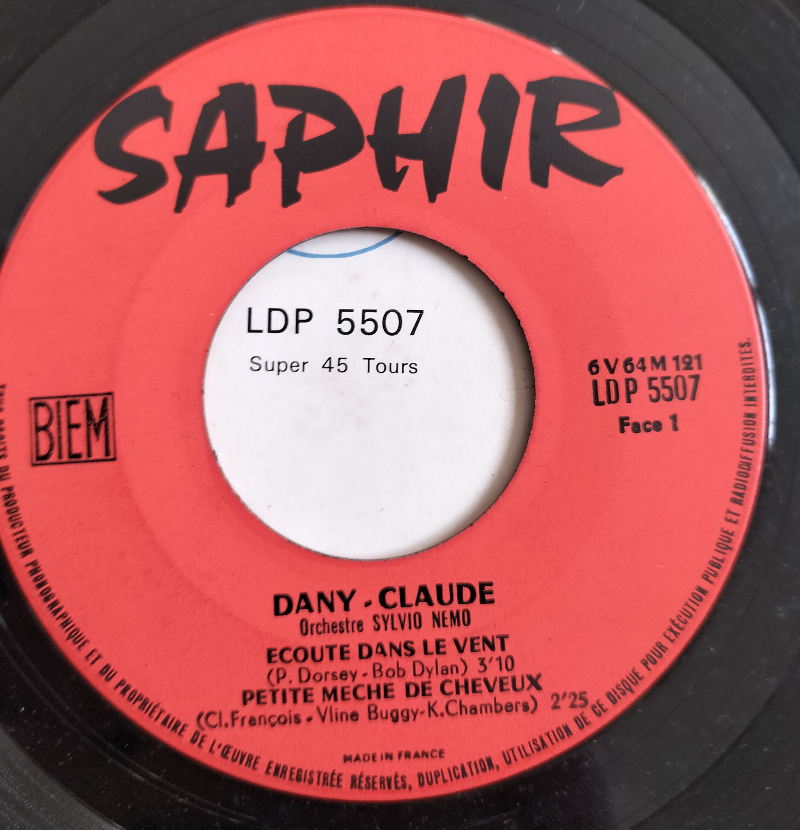 SAPHIR
LDP 5507
Super 45 Tours
6 V 64 M 121
LDP 5507
Face 1
BIEM
DANY - CLAUDE
Orchestre SYLVIO NEMO
ECOUTE DANS LE VENT
(P. Dorsey - Bob Dylan) 3'10
PETITE MECHE DE CHEVEUX
(Cl. François - Vline Buggy - K. Chambers) 2'25
MADE IN FRANCE
TOUS DROITS DU PRODUCTEUR PHONOGRAPHIQUE ET DU PROPRIÉTAIRE DE L'ŒUVRE ENREGISTRÉE RÉSERVÉS, DUPLICATION, UTILISATION DE CE DISQUE POUR EXÉCUTION PUBLIQUE ET RADIODIFFUSION INTERDITES.